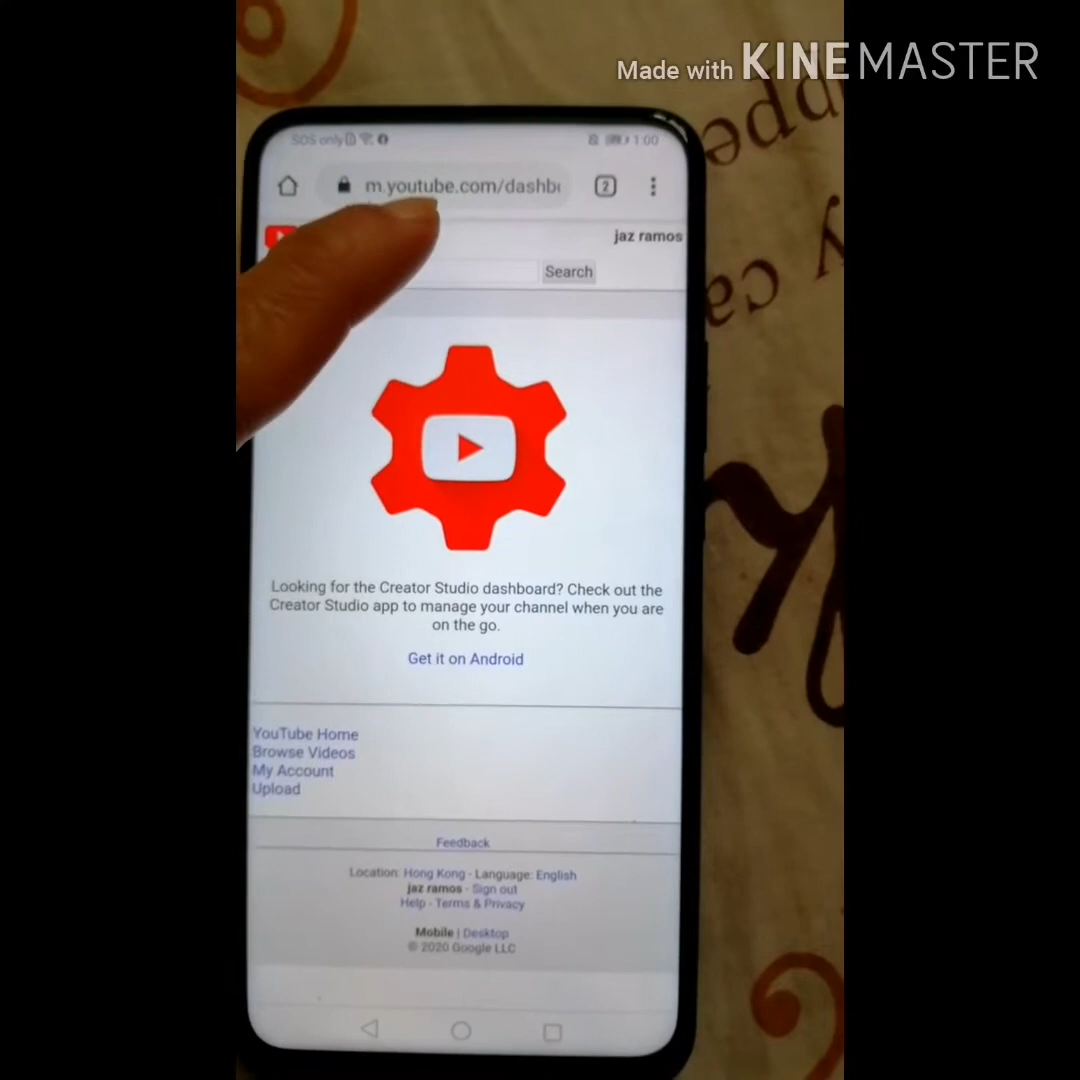 Made with KINEMASTER
SOS only 1:00
m.youtube.com/dashb
2
jaz ramos
Search
Looking for the Creator Studio dashboard? Check out the
Creator Studio app to manage your channel when you are
on the go.
Get it on Android
YouTube Home
Browse Videos
My Account
Upload
Feedback
Location: Hong Kong - Language: English
jaz ramos - Sign out
Help - Terms & Privacy
Mobile | Desktop
© 2020 Google LLC